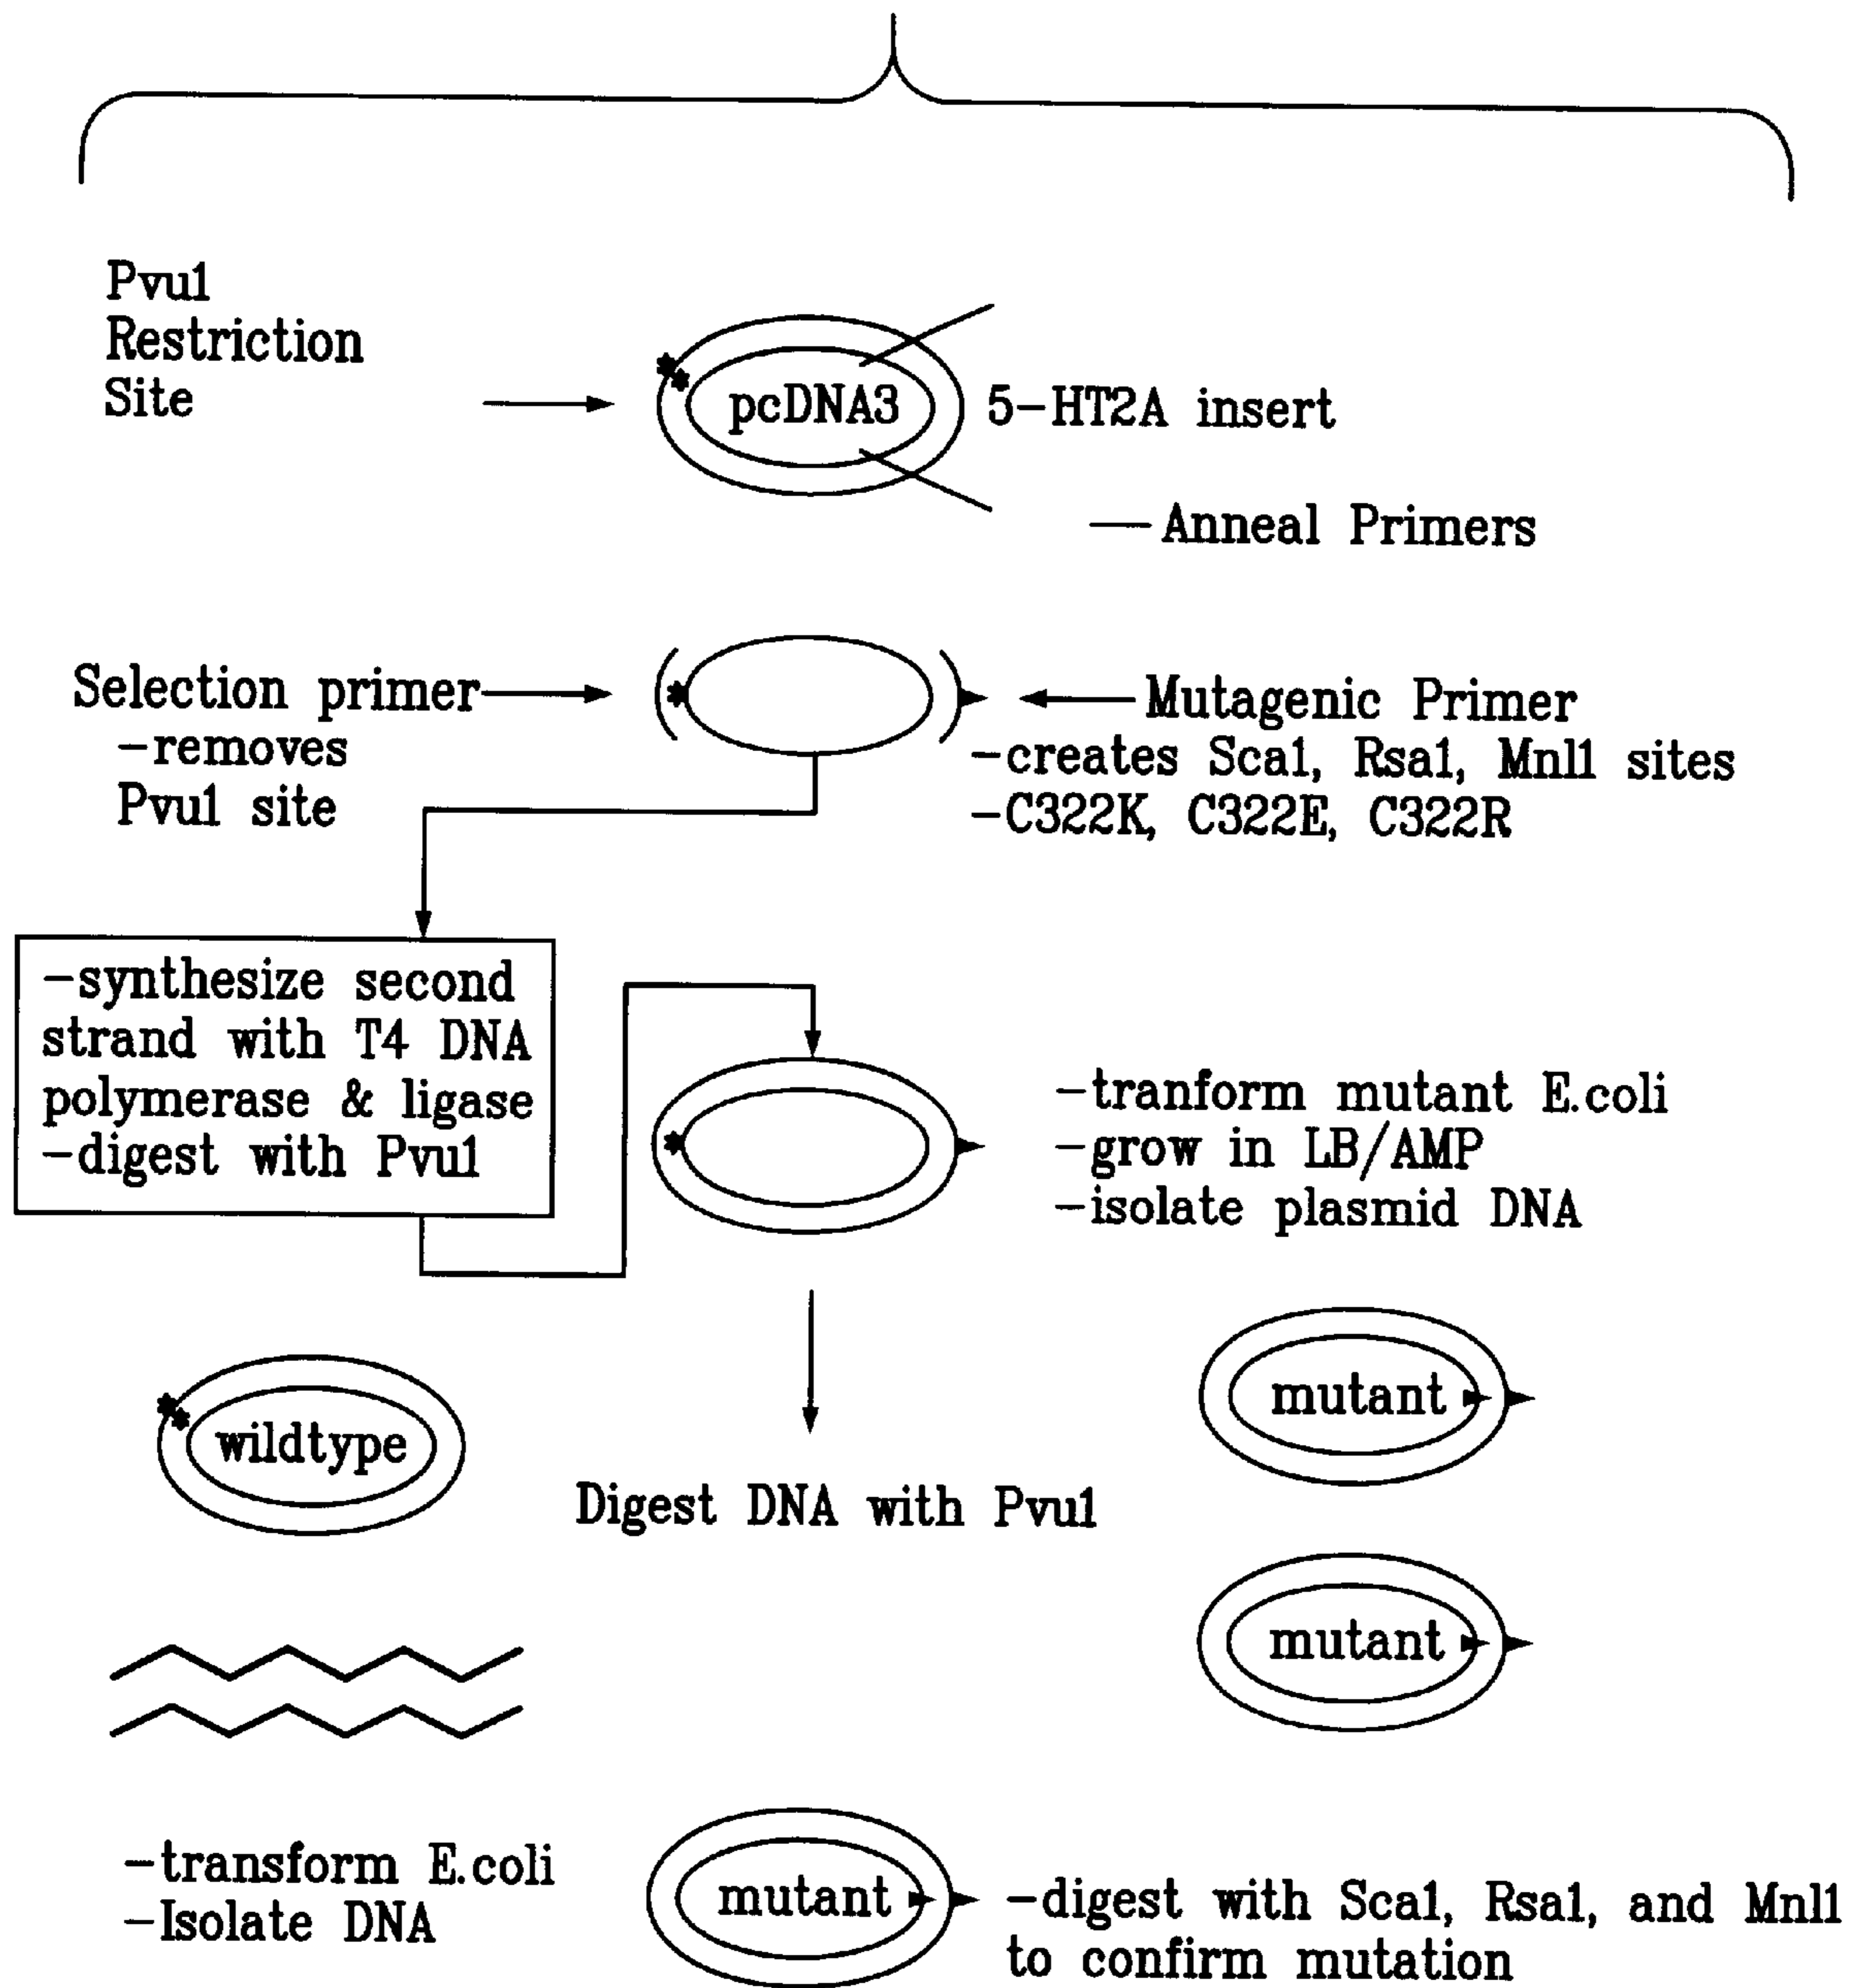 Pvu1
Restriction
Site
pcDNA3
5-HT2A insert
—Anneal Primers
Selection primer
-removes
Pvu1 site
Mutagenic Primer
-creates Sca1, Rsa1, Mnl1 sites
-C322K, C322E, C322R
-synthesize second
strand with T4 DNA
polymerase & ligase
-digest with Pvu1
-tranform mutant E.coli
-grow in LB/AMP
-isolate plasmid DNA
wildtype
mutant
Digest DNA with Pvu1
mutant
-transform E.coli
-Isolate DNA
mutant
-digest with Sca1, Rsa1, and Mnl1
to confirm mutation